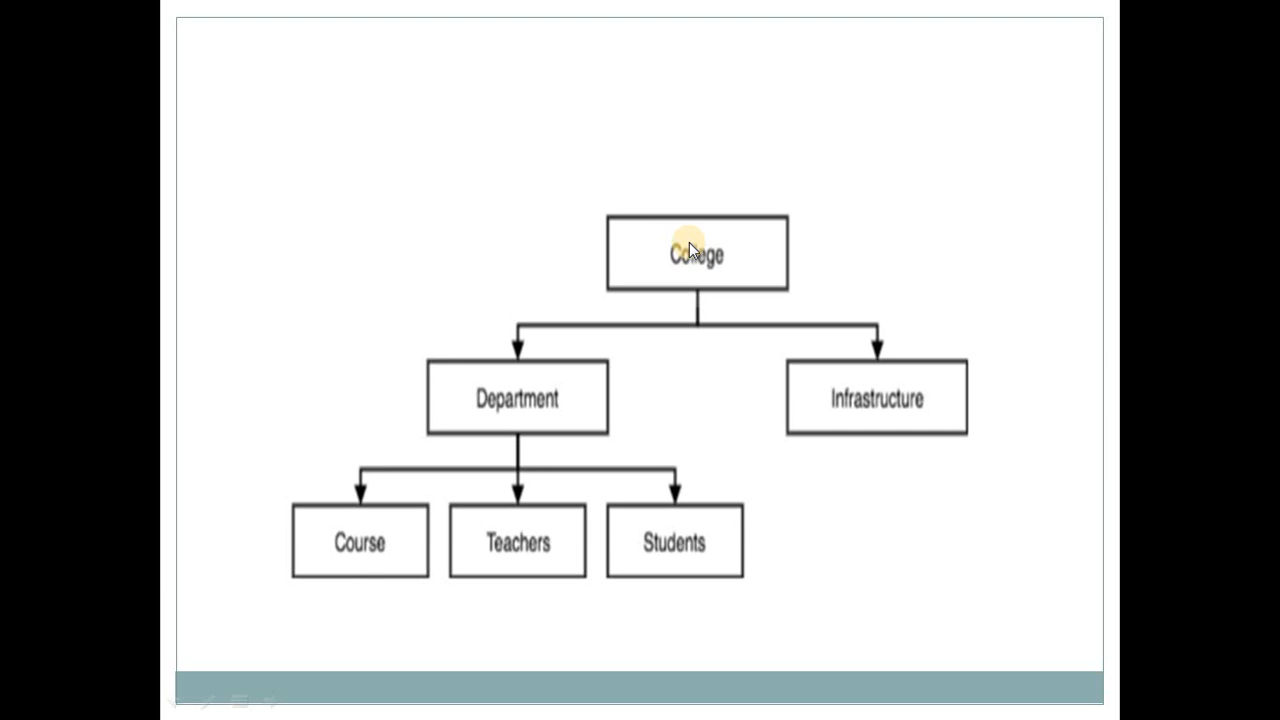 College
Department
Infrastructure
Course
Teachers
Students